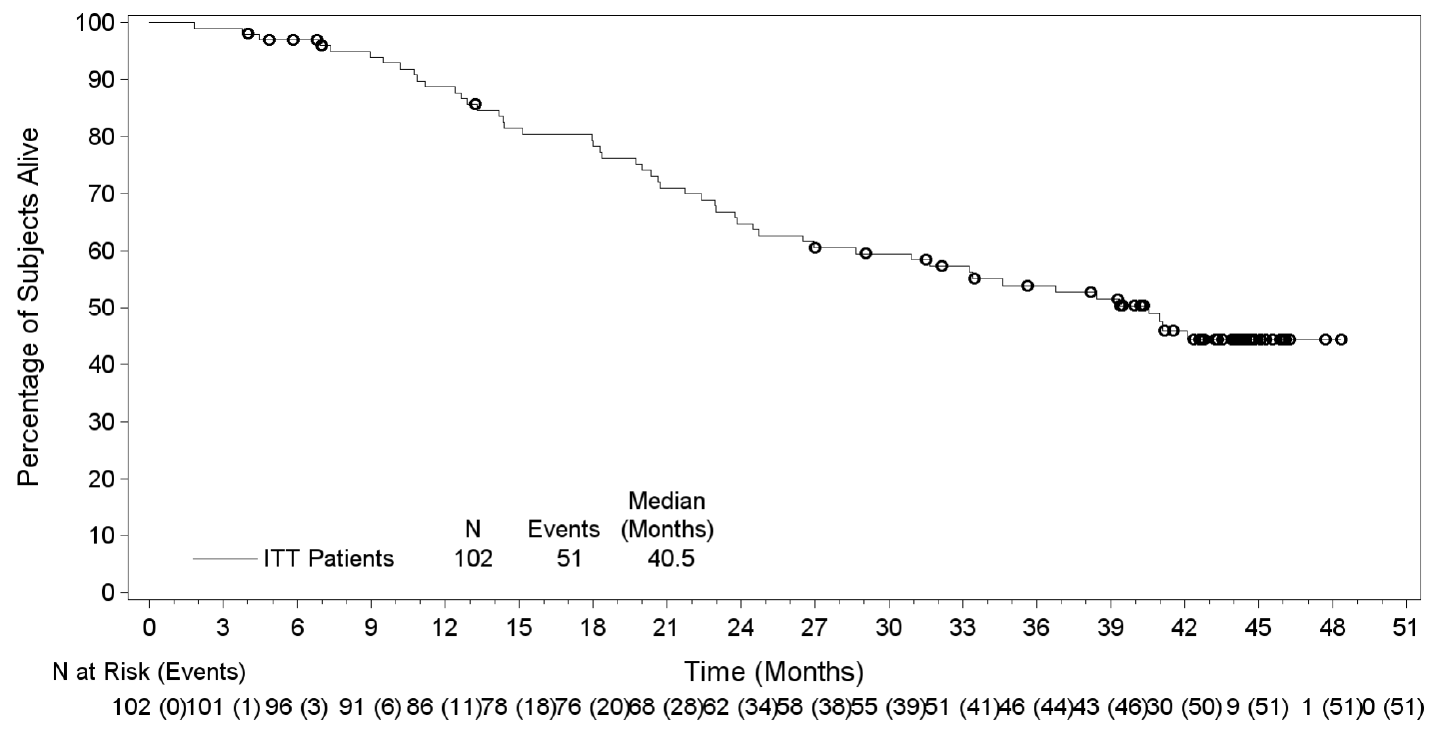 Percentage of Subjects Alive
100
90
80
70
60
50
40
30
20
10
0
Median
N Events (Months)
ITT Patients 102 51 40.5
0 3 6 9 12 15 18 21 24 27 30 33 36 39 42 45 48 51
N at Risk (Events) Time (Months)
102 (0)101 (1) 96 (3) 91 (6) 86 (11)78 (18)76 (20)68 (28)62 (34)58 (38)55 (39)51 (41)46 (44)43 (46)30 (50) 9 (51) 1 (51)0 (51)